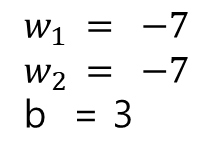 w₁ = −7
w₂ = −7
b = 3